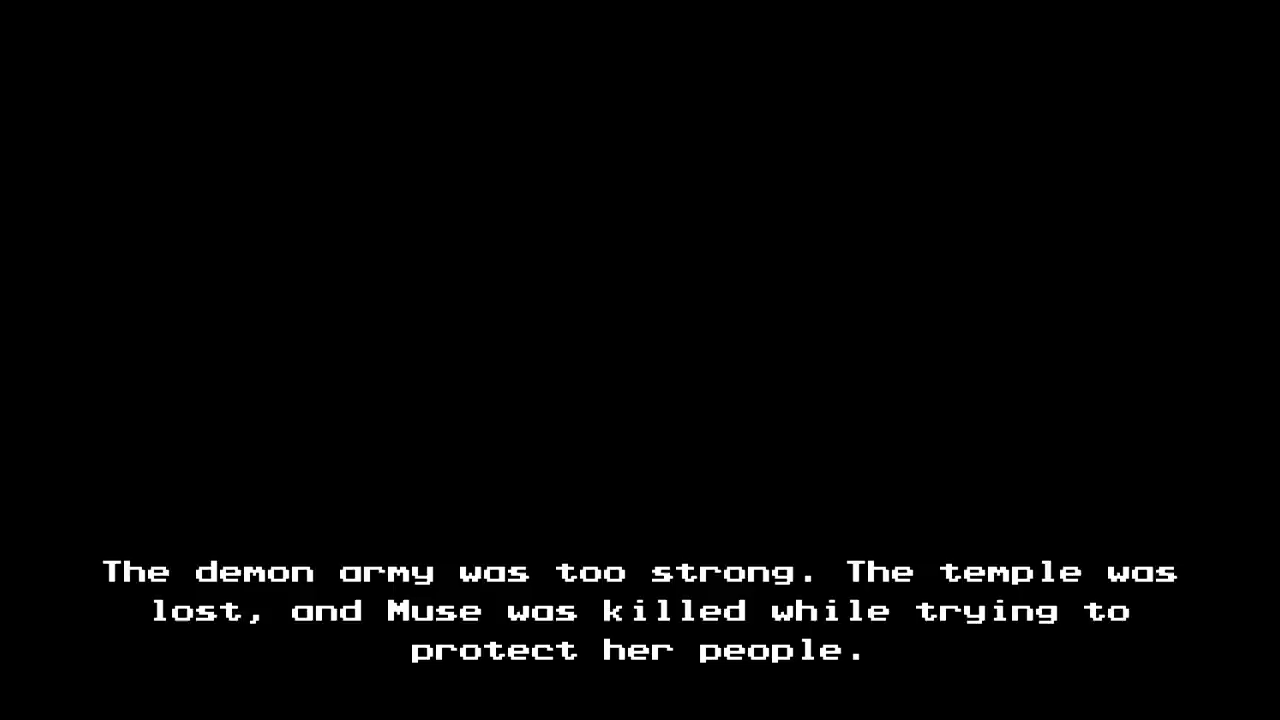 The demon army was too strong. The temple was
lost, and Muse was killed while trying to
protect her people.